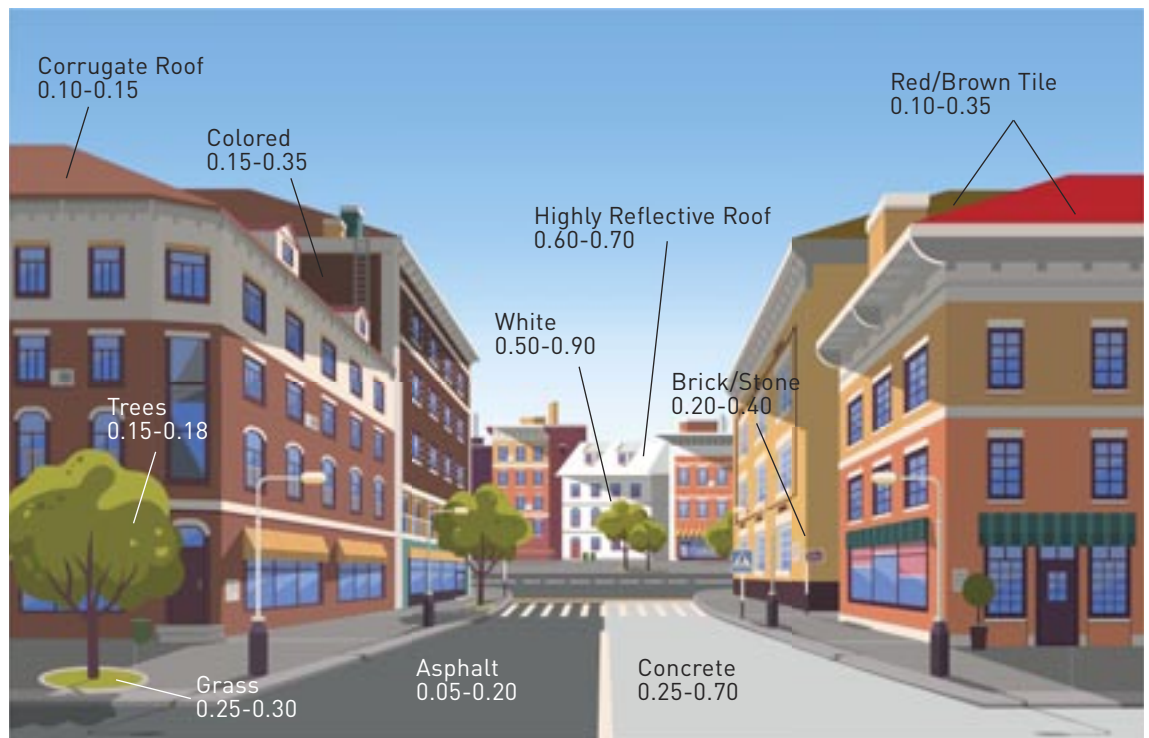 Corrugate Roof
0.10-0.15
Colored
0.15-0.35
Red/Brown Tile
0.10-0.35
Highly Reflective Roof
0.60-0.70
White
0.50-0.90
Brick/Stone
0.20-0.40
Trees
0.15-0.18
Grass
0.25-0.30
Asphalt
0.05-0.20
Concrete
0.25-0.70